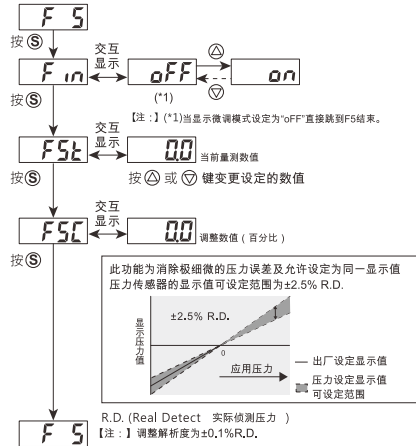 F 5
按Ⓢ
交互
显示
F in
oFF
on
(*1)
按Ⓢ
【注：】(*1)当显示微调模式设定为“oFF”直接跳到F5结束。
交互
显示
FSt
0.0
当前量测数值
按Ⓢ
按△或▽键变更设定的数值
交互
显示
FSC
0.0
调整数值（百分比）
按Ⓢ
此功能为消除极细微的压力误差及允许设定为同一显示值
压力传感器的显示值可设定范围为±2.5% R.D.
±2.5% R.D.
显示压力值
0
应用压力
出厂设定显示值
压力设定显示值
可设定范围
R.D. (Real Detect 实际侦测压力 )
【注：】调整解析度为±0.1%R.D.
F 5